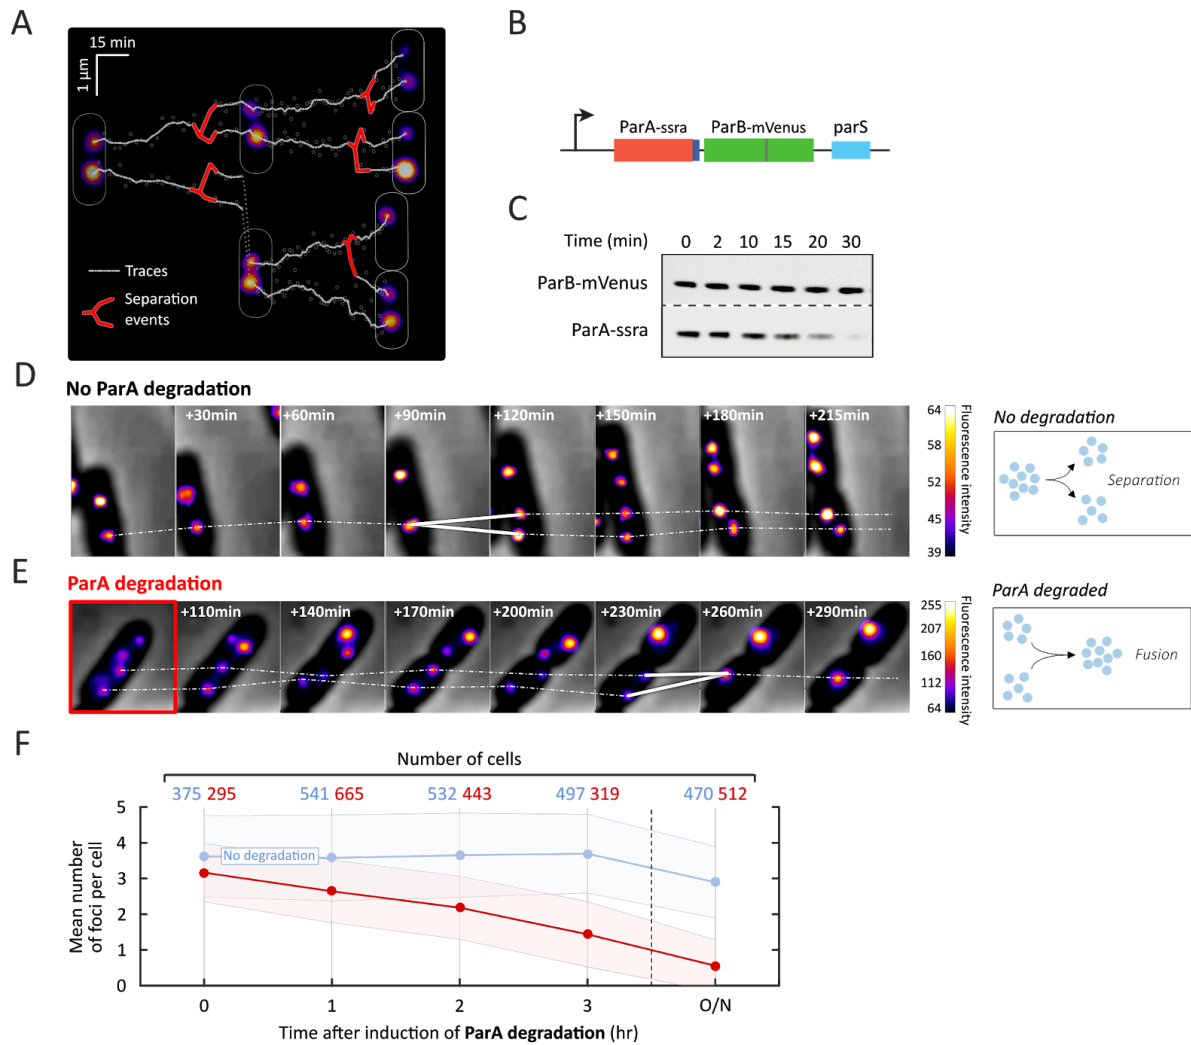 A
15 min
1 µm
Traces
Separation
events
B
ParA-ssra
ParB-mVenus
parS
C
Time (min)
0 2 10 15 20 30
ParB-mVenus
ParA-ssra
D
No ParA degradation
+30min
+60min
+90min
+120min
+150min
+180min
+215min
64
58
52
45
39
Fluorescence intensity
No degradation
Separation
E
ParA degradation
+110min
+140min
+170min
+200min
+230min
+260min
+290min
255
207
160
112
64
Fluorescence intensity
ParA degraded
Fusion
F
Number of cells
375 295 541 665 532 443 497 319 470 512
5
4
3
2
1
0
Mean number
of foci per cell
No degradation
0 1 2 3 O/N
Time after induction of ParA degradation (hr)